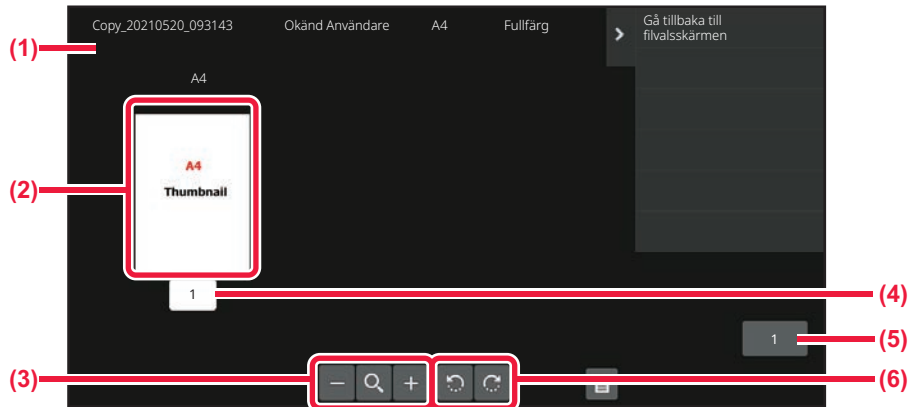 Copy_20210520_093143 Okänd Användare A4 Fullfärg
Gå tillbaka till
filvalsskärmen
(1)
A4
A4
Thumbnail
(2)
1
(4)
1
(5)
(3)
(6)